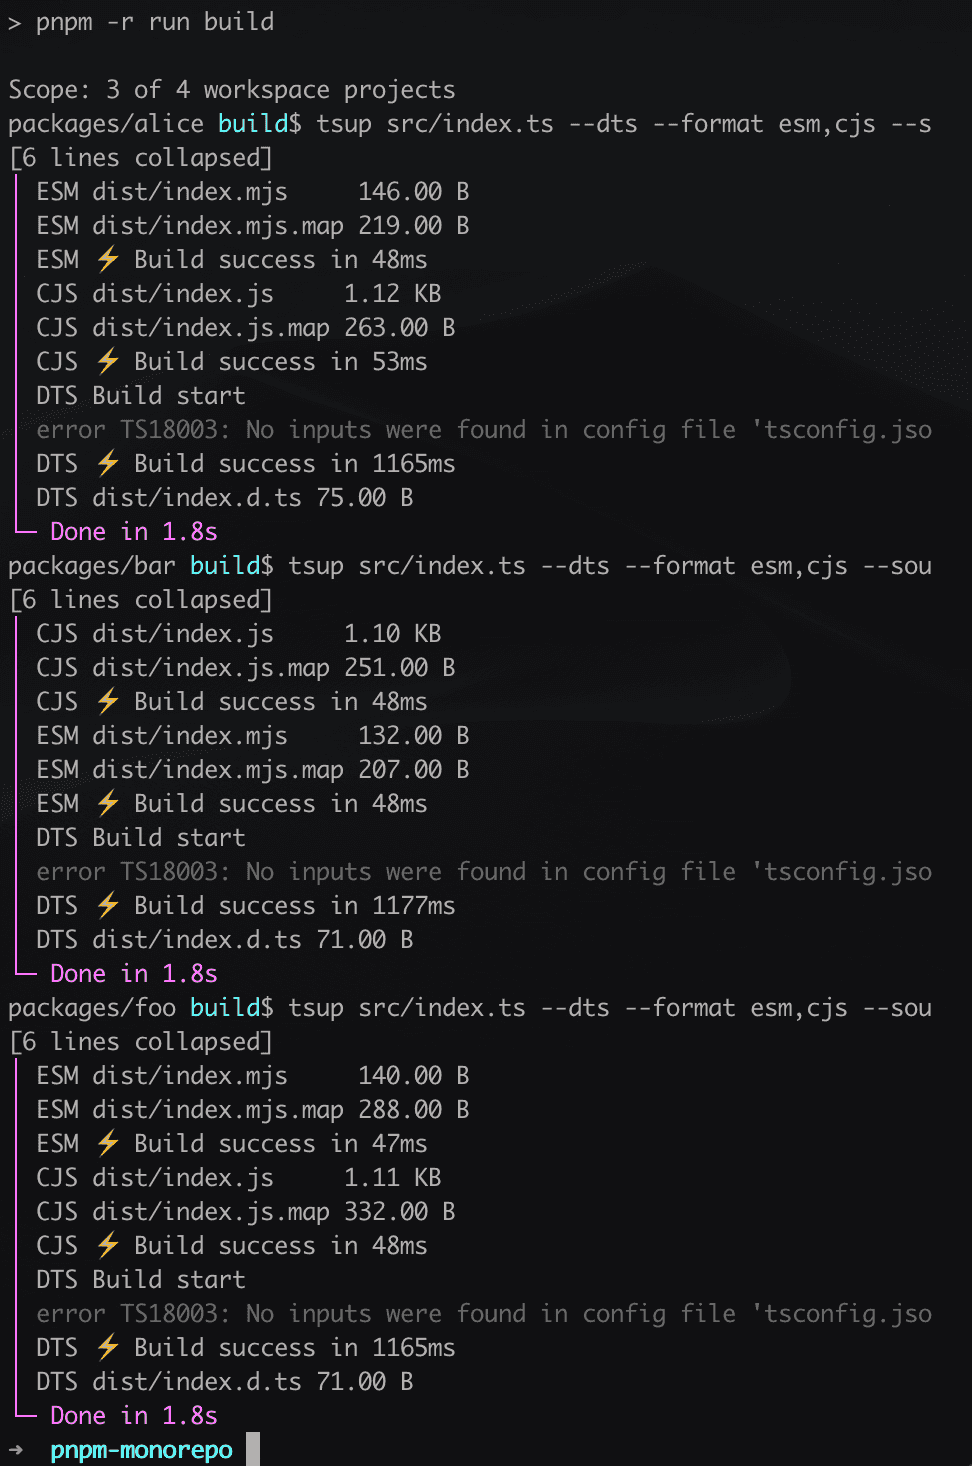 > pnpm -r run build
Scope: 3 of 4 workspace projects
packages/alice build$ tsup src/index.ts --dts --format esm,cjs --s
[6 lines collapsed]
ESM dist/index.mjs     146.00 B
ESM dist/index.mjs.map 219.00 B
ESM ⚡ Build success in 48ms
CJS dist/index.js     1.12 KB
CJS dist/index.js.map 263.00 B
CJS ⚡ Build success in 53ms
DTS Build start
error TS18003: No inputs were found in config file 'tsconfig.jso
DTS ⚡ Build success in 1165ms
DTS dist/index.d.ts 75.00 B
Done in 1.8s
packages/bar build$ tsup src/index.ts --dts --format esm,cjs --sou
[6 lines collapsed]
CJS dist/index.js     1.10 KB
CJS dist/index.js.map 251.00 B
CJS ⚡ Build success in 48ms
ESM dist/index.mjs     132.00 B
ESM dist/index.mjs.map 207.00 B
ESM ⚡ Build success in 48ms
DTS Build start
error TS18003: No inputs were found in config file 'tsconfig.jso
DTS ⚡ Build success in 1177ms
DTS dist/index.d.ts 71.00 B
Done in 1.8s
packages/foo build$ tsup src/index.ts --dts --format esm,cjs --sou
[6 lines collapsed]
ESM dist/index.mjs     140.00 B
ESM dist/index.mjs.map 288.00 B
ESM ⚡ Build success in 47ms
CJS dist/index.js     1.11 KB
CJS dist/index.js.map 332.00 B
CJS ⚡ Build success in 48ms
DTS Build start
error TS18003: No inputs were found in config file 'tsconfig.jso
DTS ⚡ Build success in 1165ms
DTS dist/index.d.ts 71.00 B
Done in 1.8s
➜  pnpm-monorepo